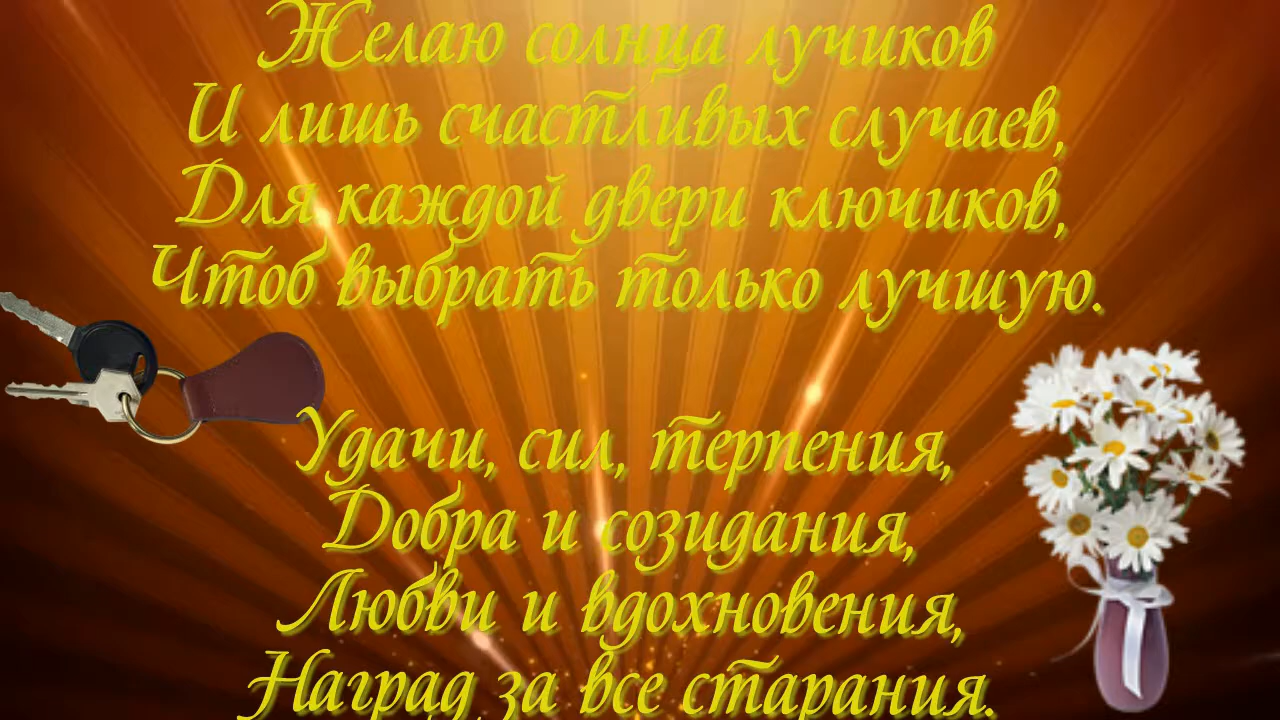 Желаю солнца лучиков
И лишь счастливых случаев,
Для каждой двери ключиков,
Чтоб выбрать только лучшую.
Удачи, сил, терпения,
Добра и созидания,
Любви и вдохновения,
Наград за все старания.